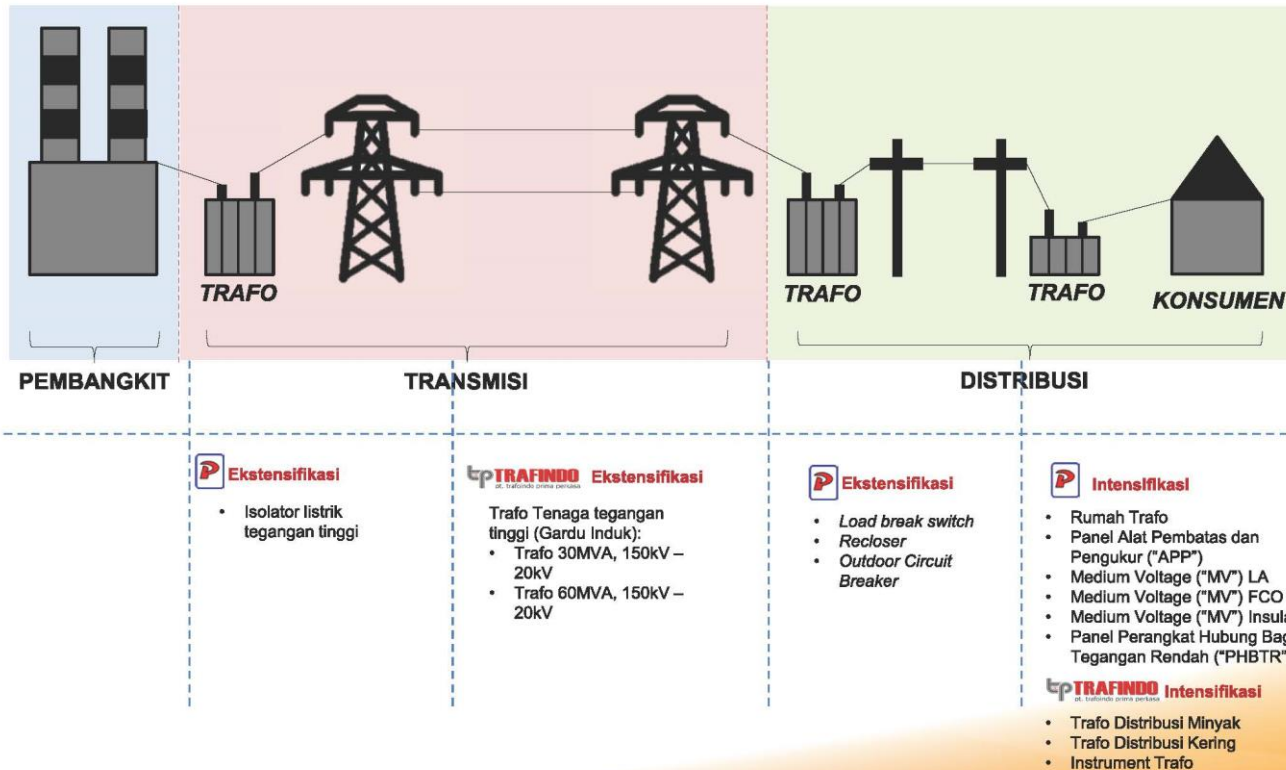 TRAFO
TRAFO
TRAFO
KONSUMEN
PEMBANGKIT
TRANSMISI
DISTRIBUSI
P Ekstensifikasi
• Isolator listrik
tegangan tinggi
tp TRAFINDO Ekstensifikasi
pt. trafoindo prima perkasa
Trafo Tenaga tegangan
tinggi (Gardu Induk):
• Trafo 30MVA, 150kV –
20kV
• Trafo 60MVA, 150kV –
20kV
P Ekstensifikasi
• Load break switch
• Recloser
• Outdoor Circuit
Breaker
P Intensifikasi
• Rumah Trafo
• Panel Alat Pembatas dan
Pengukur ("APP")
• Medium Voltage ("MV") LA
• Medium Voltage ("MV") FCO
• Medium Voltage ("MV")
• Panel Perangkat Hubung
Tegangan Rendah ("PHBTR"
tp TRAFINDO Intensifikasi
pt. trafoindo prima perkasa
• Trafo Distribusi Minyak
• Trafo Distribusi Kering
• Instrument Trafo